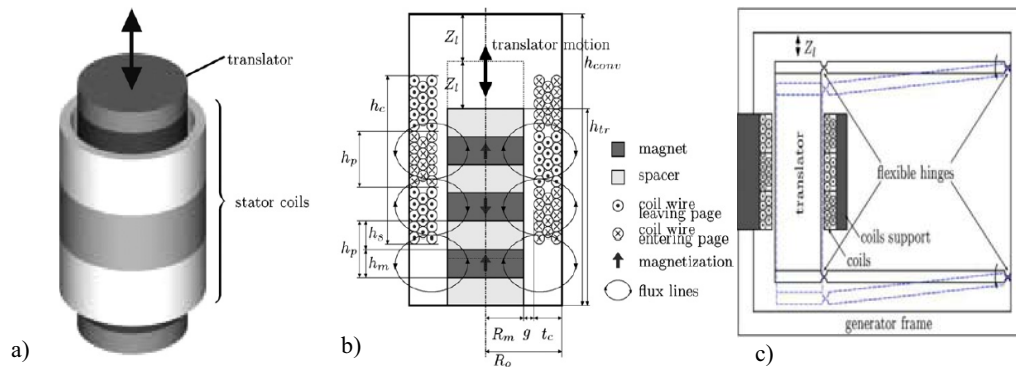 a)
translator
stator coils
b)
Z_l
Z_l
translator motion
h_conv
h_c
h_p
h_tr
h_s
h_p
h_m
R_m g t_c
R_o
magnet
spacer
coil wire
leaving page
coil wire
entering page
magnetization
flux lines
c)
Z_l
translator
flexible hinges
coils support
coils
generator frame